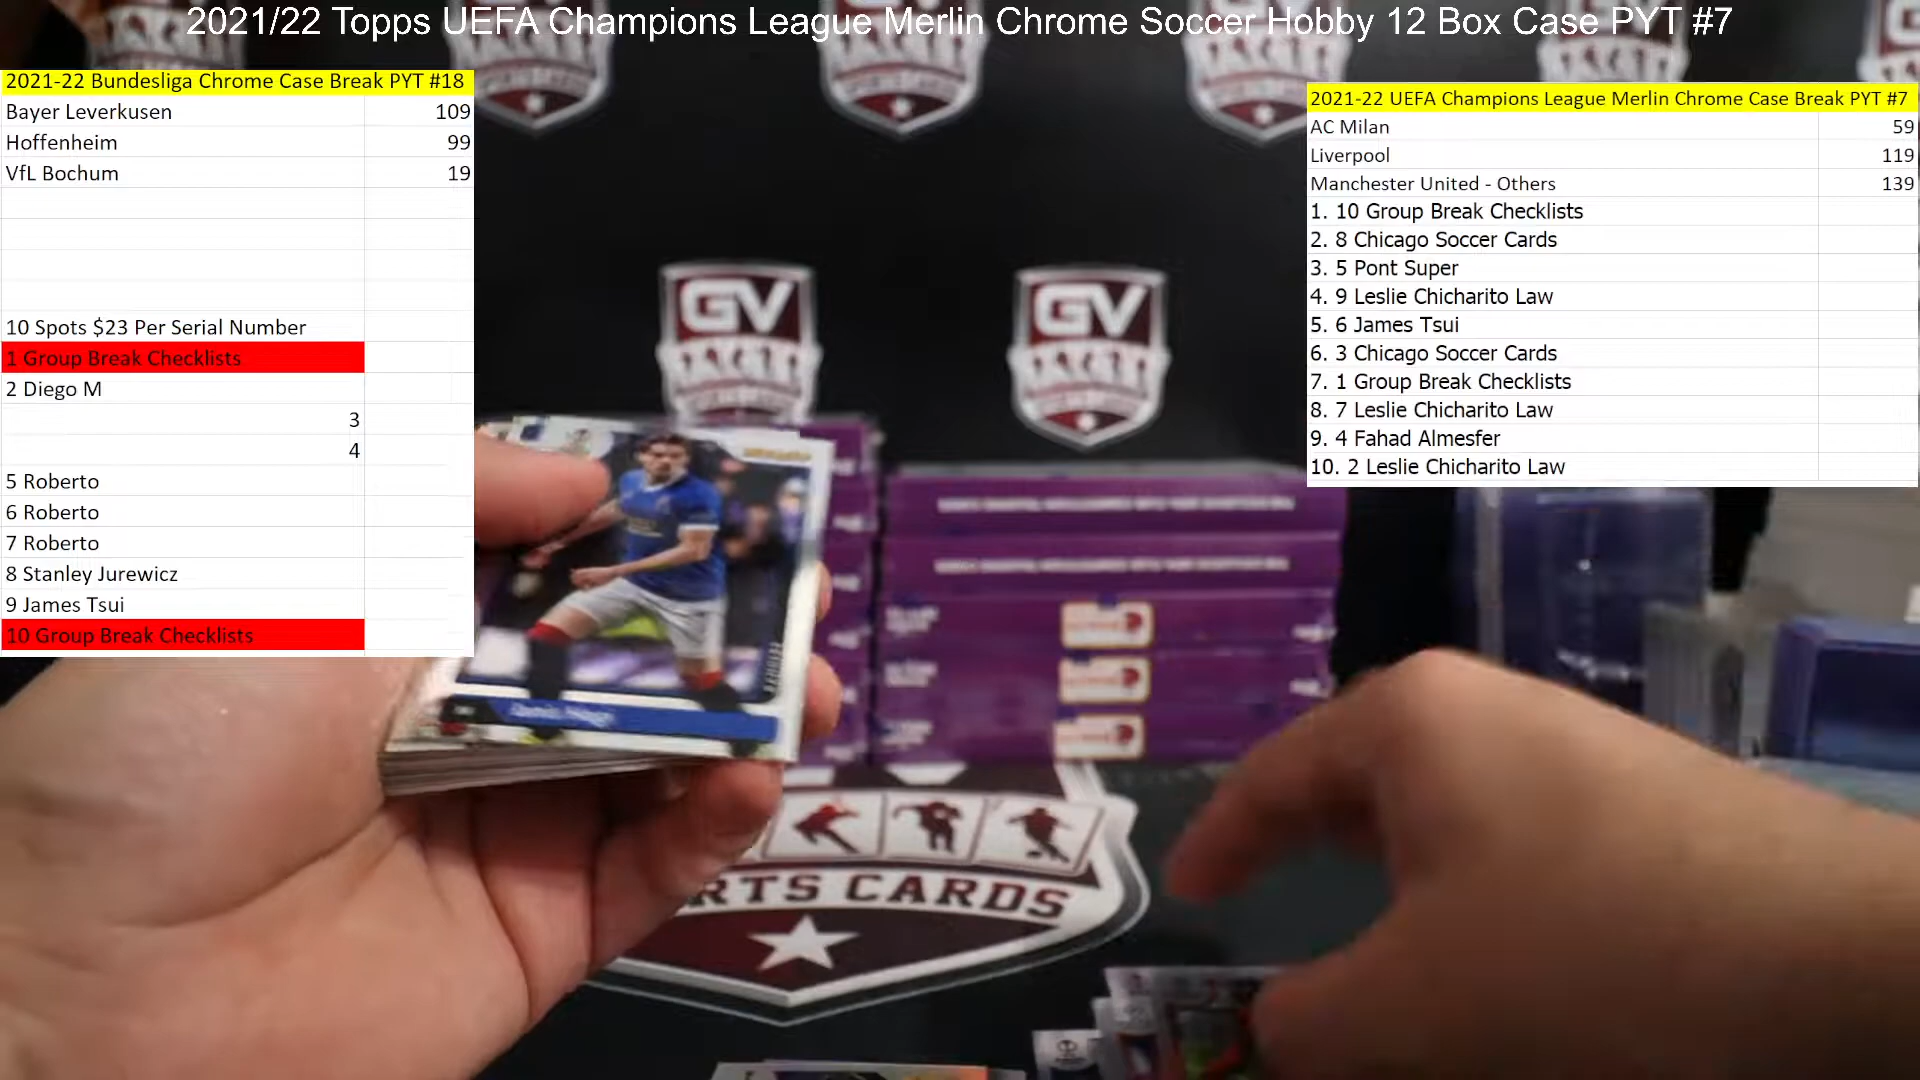 2021/22 Topps UEFA Champions League Merlin Chrome Soccer Hobby 12 Box Case PYT #7
2021-22 Bundesliga Chrome Case Break PYT #18
Bayer Leverkusen 109
Hoffenheim 99
VfL Bochum 19
10 Spots $23 Per Serial Number
1 Group Break Checklists
2 Diego M
3
4
5 Roberto
6 Roberto
7 Roberto
8 Stanley Jurewicz
9 James Tsui
10 Group Break Checklists
2021-22 UEFA Champions League Merlin Chrome Case Break PYT #7
AC Milan 59
Liverpool 119
Manchester United - Others 139
1. 10 Group Break Checklists
2. 8 Chicago Soccer Cards
3. 5 Pont Super
4. 9 Leslie Chicharito Law
5. 6 James Tsui
6. 3 Chicago Soccer Cards
7. 1 Group Break Checklists
8. 7 Leslie Chicharito Law
9. 4 Fahad Almesfer
10. 2 Leslie Chicharito Law
GV
GV
CARDS